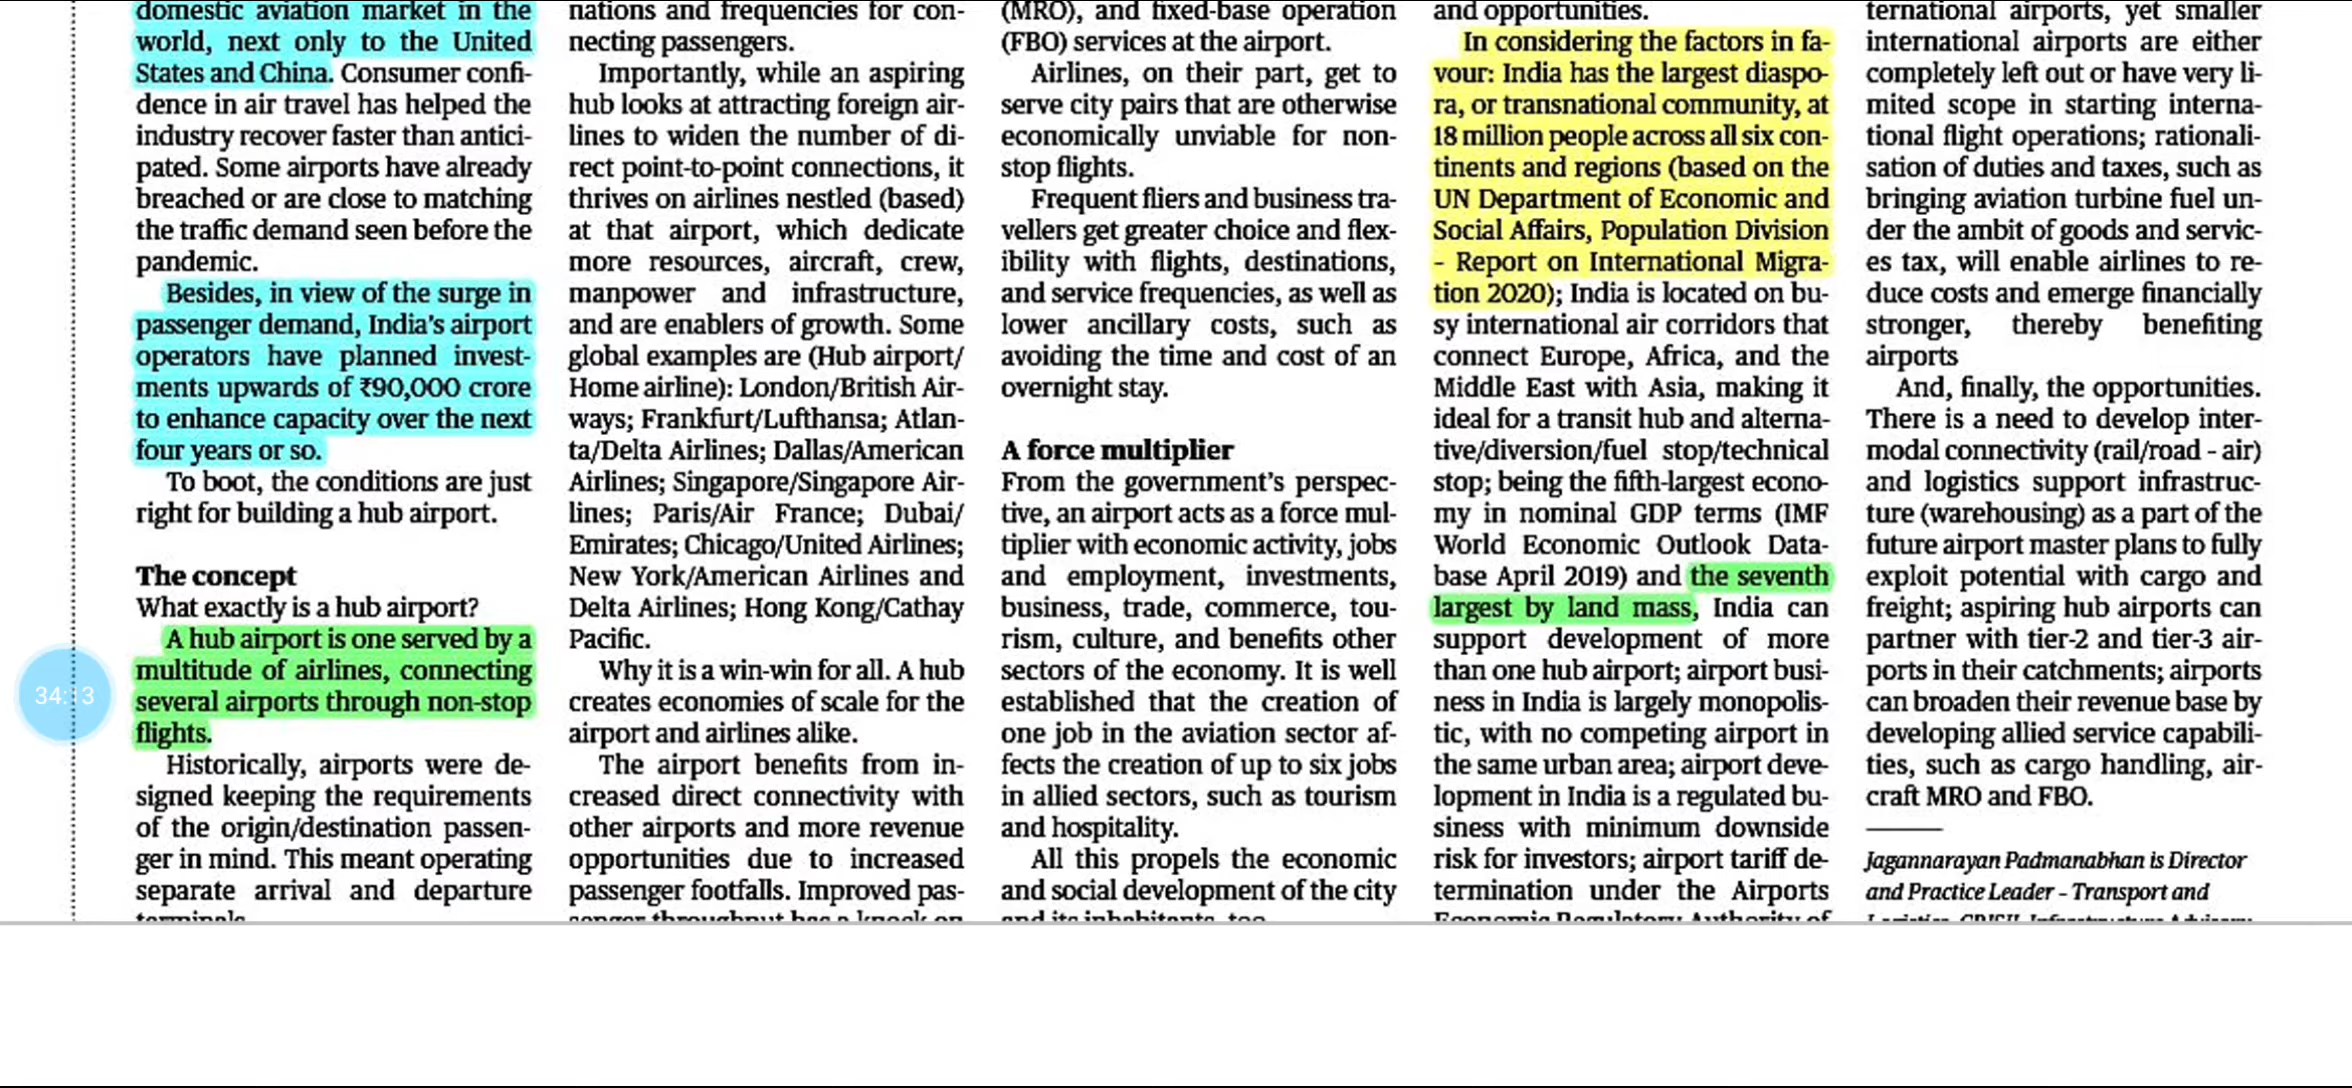 domestic aviation market in the
world, next only to the United
States and China. Consumer confi-
dence in air travel has helped the
industry recover faster than antici-
pated. Some airports have already
breached or are close to matching
the traffic demand seen before the
pandemic.
Besides, in view of the surge in
passenger demand, India's airport
operators have planned invest-
ments upwards of ₹90,000 crore
to enhance capacity over the next
four years or so.
To boot, the conditions are just
right for building a hub airport.
The concept
What exactly is a hub airport?
A hub airport is one served by a
multitude of airlines, connecting
several airports through non-stop
flights.
Historically, airports were de-
signed keeping the requirements
of the origin/destination passen-
ger in mind. This meant operating
separate arrival and departure
terminals
nations and frequencies for con-
necting passengers.
Importantly, while an aspiring
hub looks at attracting foreign air-
lines to widen the number of di-
rect point-to-point connections, it
thrives on airlines nestled (based)
at that airport, which dedicate
more resources, aircraft, crew,
manpower and infrastructure,
and are enablers of growth. Some
global examples are (Hub airport/
Home airline): London/British Air-
ways; Frankfurt/Lufthansa; Atlan-
ta/Delta Airlines; Dallas/American
Airlines; Singapore/Singapore Air-
lines; Paris/Air France; Dubai/
Emirates; Chicago/United Airlines;
New York/American Airlines and
Delta Airlines; Hong Kong/Cathay
Pacific.
Why it is a win-win for all. A hub
creates economies of scale for the
airport and airlines alike.
The airport benefits from in-
creased direct connectivity with
other airports and more revenue
opportunities due to increased
passenger footfalls. Improved pas-
senger throughput has a knock-on
(MRO), and fixed-base operation
(FBO) services at the airport.
Airlines, on their part, get to
serve city pairs that are otherwise
economically unviable for non-
stop flights.
Frequent fliers and business tra-
vellers get greater choice and flex-
ibility with flights, destinations,
and service frequencies, as well as
lower ancillary costs, such as
avoiding the time and cost of an
overnight stay.
A force multiplier
From the government's perspec-
tive, an airport acts as a force mul-
tiplier with economic activity, jobs
and employment, investments,
business, trade, commerce, tou-
rism, culture, and benefits other
sectors of the economy. It is well
established that the creation of
one job in the aviation sector af-
fects the creation of up to six jobs
in allied sectors, such as tourism
and hospitality.
All this propels the economic
and social development of the city
and its inhabitants, too.
and opportunities.
In considering the factors in fa-
vour: India has the largest diaspo-
ra, or transnational community, at
18 million people across all six con-
tinents and regions (based on the
UN Department of Economic and
Social Affairs, Population Division
- Report on International Migra-
tion 2020); India is located on bu-
sy international air corridors that
connect Europe, Africa, and the
Middle East with Asia, making it
ideal for a transit hub and alterna-
tive/diversion/fuel stop/technical
stop; being the fifth-largest econo-
my in nominal GDP terms (IMF
World Economic Outlook Data-
base April 2019) and the seventh
largest by land mass, India can
support development of more
than one hub airport; airport busi-
ness in India is largely monopolis-
tic, with no competing airport in
the same urban area; airport deve-
lopment in India is a regulated bu-
siness with minimum downside
risk for investors; airport tariff de-
termination under the Airports
Economic Regulatory Authority of
ternational airports, yet smaller
international airports are either
completely left out or have very li-
mited scope in starting interna-
tional flight operations; rationali-
sation of duties and taxes, such as
bringing aviation turbine fuel un-
der the ambit of goods and servic-
es tax, will enable airlines to re-
duce costs and emerge financially
stronger, thereby benefiting
airports
And, finally, the opportunities.
There is a need to develop inter-
modal connectivity (rail/road - air)
and logistics support infrastruc-
ture (warehousing) as a part of the
future airport master plans to fully
exploit potential with cargo and
freight; aspiring hub airports can
partner with tier-2 and tier-3 air-
ports in their catchments; airports
can broaden their revenue base by
developing allied service capabili-
ties, such as cargo handling, air-
craft MRO and FBO.
Jagannarayan Padmanabhan is Director
and Practice Leader - Transport and
Logistics, CRISIL Infrastructure Advisory
34:13